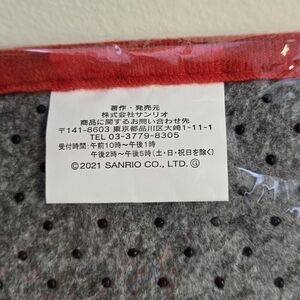 著作・発売元
株式会社サンリオ
商品に関するお問い合わせ先
〒141-8603 東京都品川区大崎1-11-1
TEL 03-3779-8305
受付時間:午前10時～午後1時
午後2時～午後5時(土・日・祝日を除く)
©2021 SANRIO CO., LTD. Ⓖ